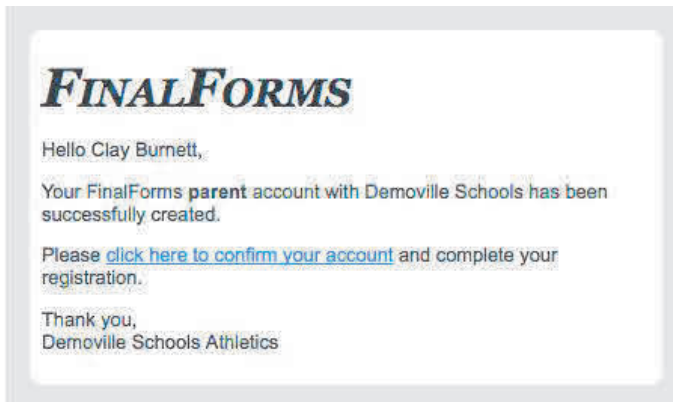 FINALFORMS
Hello Clay Burnett,
Your FinalForms parent account with Demoville Schools has been
successfully created.
Please click here to confirm your account and complete your
registration.
Thank you,
Demoville Schools Athletics